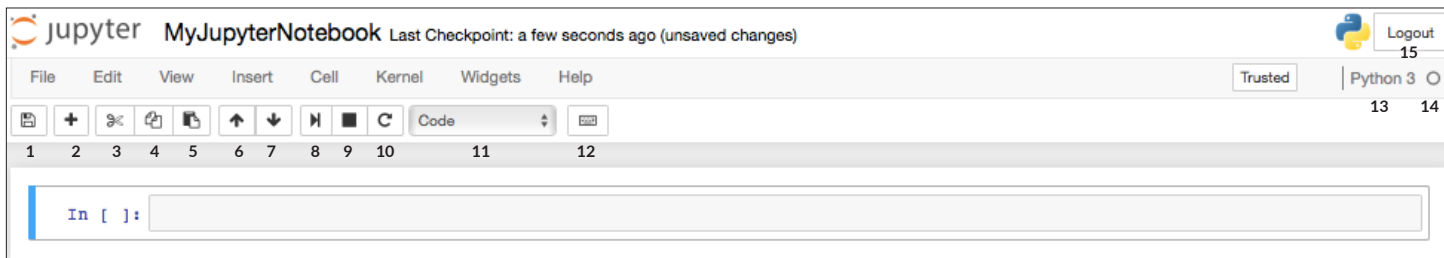 jupyter MyJupyterNotebook Last Checkpoint: a few seconds ago (unsaved changes) Logout
15
File Edit View Insert Cell Kernel Widgets Help Trusted Python 3
13 14
Code
1 2 3 4 5 6 7 8 9 10 11 12
In [ ]: